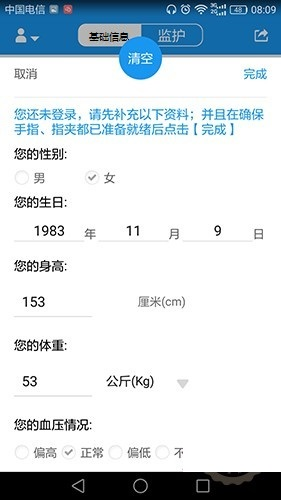 中国电信 4G 08:09
基础信息 监护
清空
取消 完成
您还未登录，请先补充以下资料；并且在确保
手指、指夹都已准备就绪后点击【完成】
您的性别:
男 女
您的生日:
1983 年 11 月 9 日
您的身高:
153 厘米(cm)
您的体重:
53 公斤(Kg)
您的血压情况:
偏高 正常 偏低 不